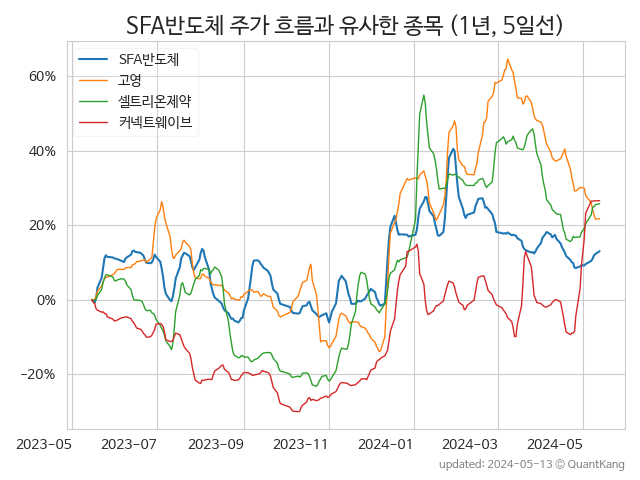 SFA반도체 주가 흐름과 유사한 종목 (1년, 5일선)
SFA반도체
고영
셀트리온제약
커넥트웨이브
60%
40%
20%
0%
−20%
2023-05
2023-07
2023-09
2023-11
2024-01
2024-03
2024-05
updated: 2024-05-13 © QuantKang